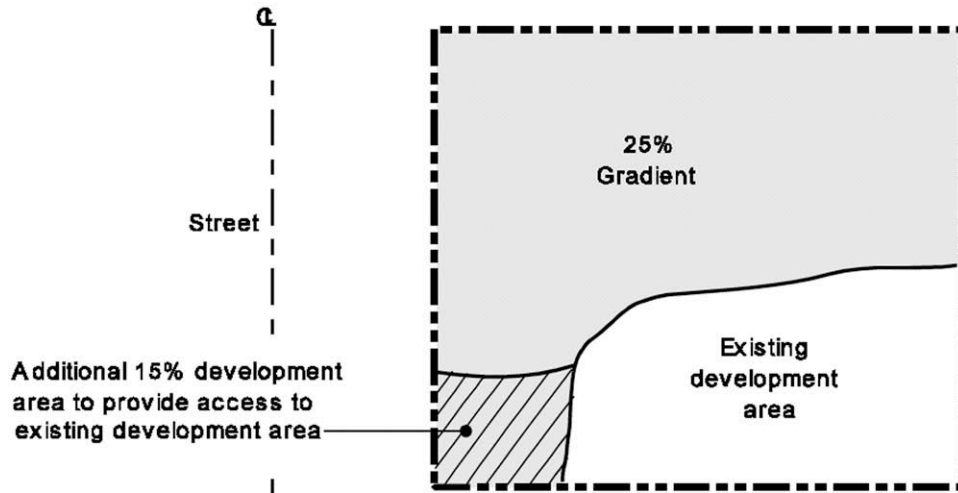 ℄
25%
Gradient
Street
Existing
development
area
Additional 15% development
area to provide access to
existing development area